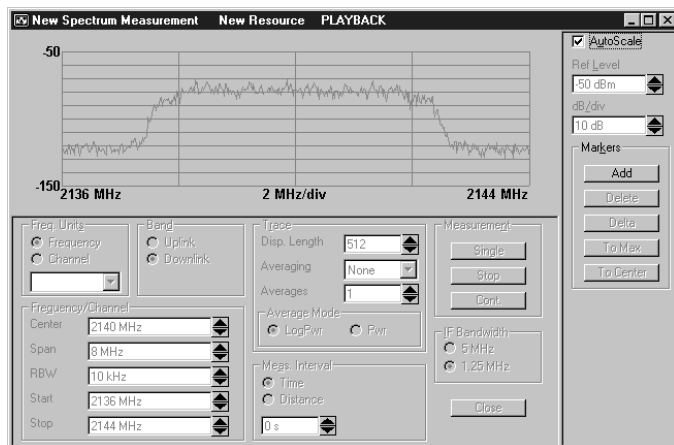 New Spectrum Measurement New Resource PLAYBACK
-50
-150
2136 MHz 2 MHz/div 2144 MHz
AutoScale
Ref Level
-50 dBm
dB/div
10 dB
Markers
Add
Delete
Delta
To Max
To Center
Freq. Units
Frequency
Channel
Band
Uplink
Downlink
Frequency/Channel
Center 2140 MHz
Span 8 MHz
RBW 10 kHz
Start 2136 MHz
Stop 2144 MHz
Trace
Disp. Length 512
Averaging None
Averages 1
Average Mode
LogPwr Pwr
Meas. Interval
Time
Distance
0 s
Measurement
Single
Stop
Cont.
IF Bandwidth
5 MHz
1.25 MHz
Close